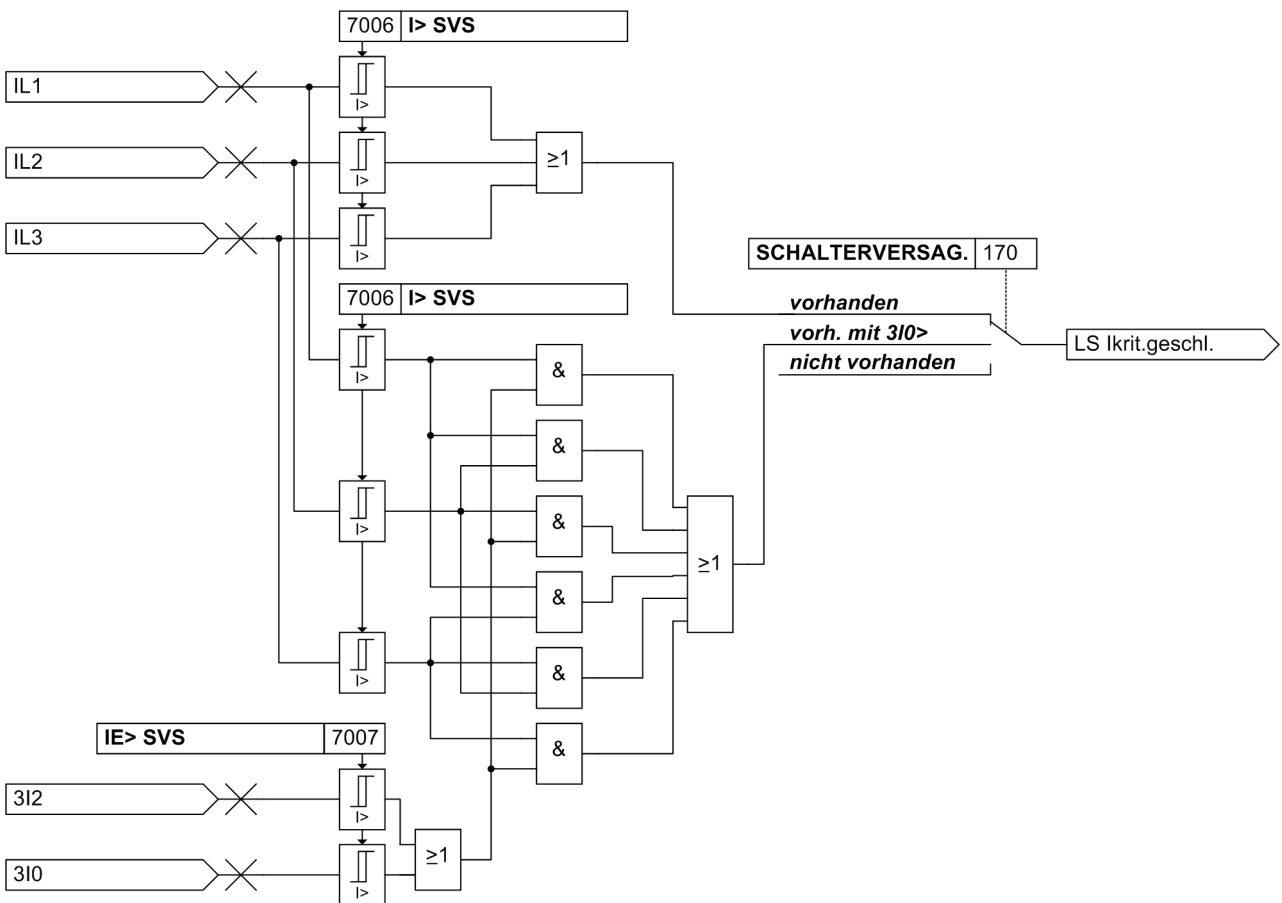 7006 I> SVS
IL1
I>
IL2
I>
≥1
IL3
I>
SCHALTERVERSAG. 170
7006 I> SVS
vorhanden
vorh. mit 3I0>
LS Ikrit.geschl.
nicht vorhanden
I>
&
&
I>
&
≥1
&
I>
&
IE> SVS 7007
&
3I2
I>
≥1
3I0
I>